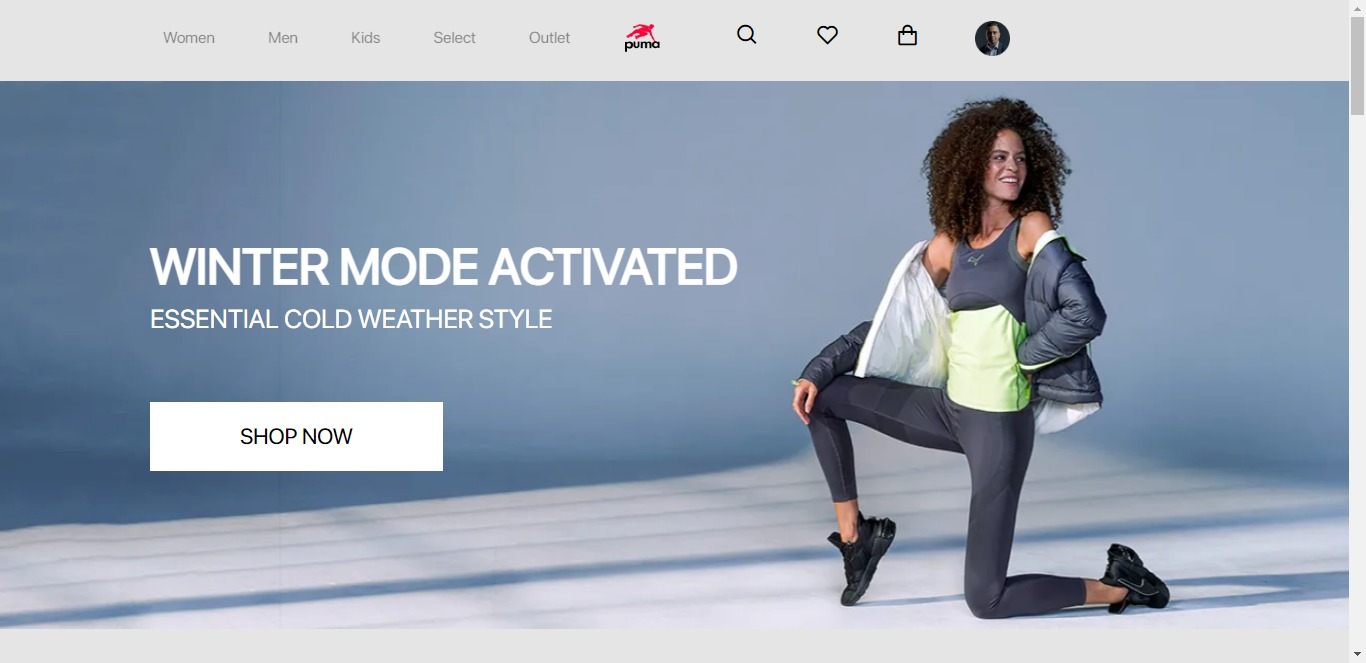 Women Men Kids Select Outlet puma
WINTER MODE ACTIVATED
ESSENTIAL COLD WEATHER STYLE
SHOP NOW